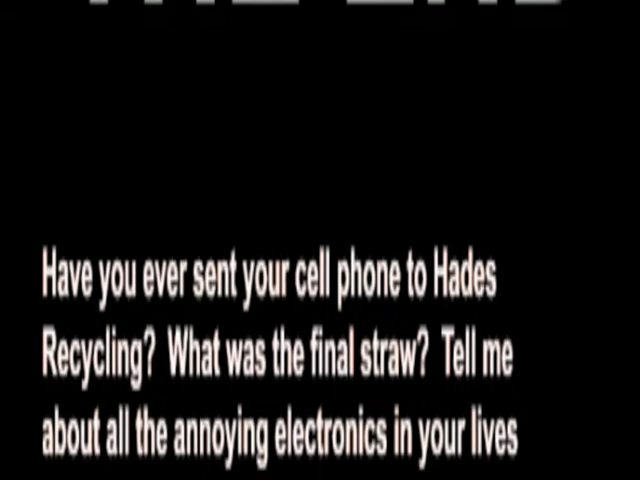 Have you ever sent your cell phone to Hades
Recycling? What was the final straw? Tell me
about all the annoying electronics in your lives